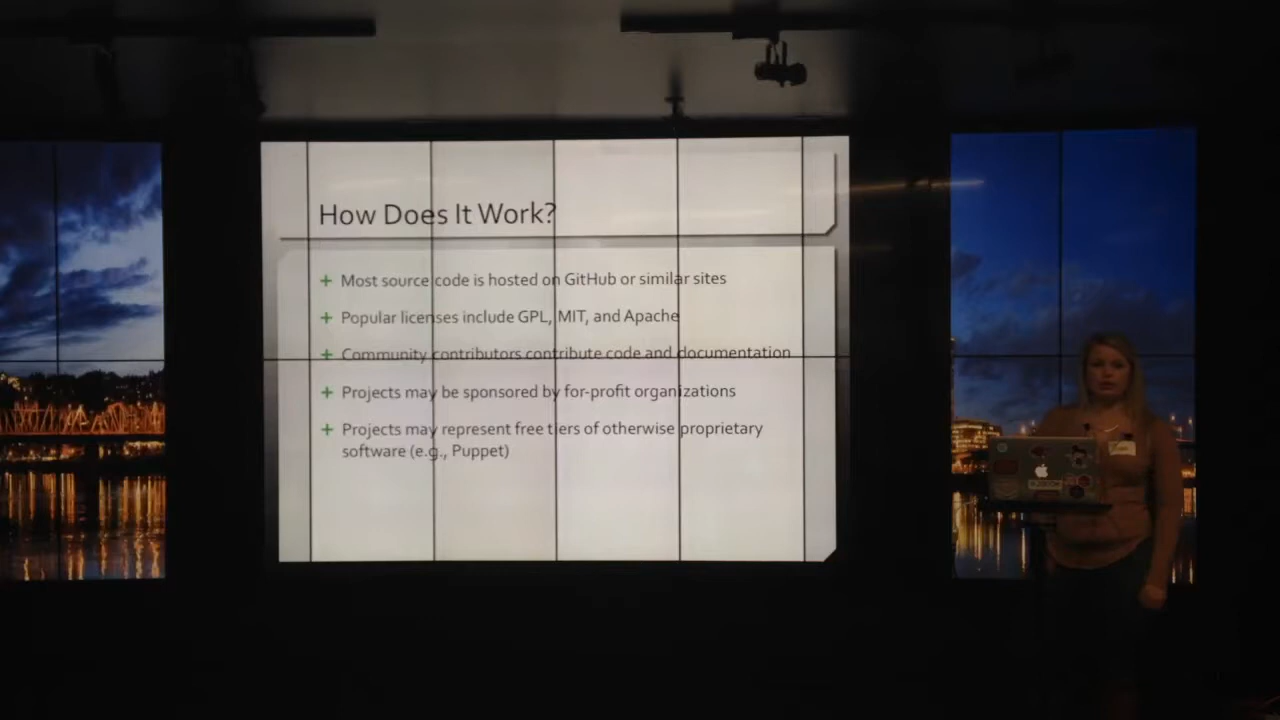 How Does It Work?
+ Most source code is hosted on GitHub or similar sites
+ Popular licenses include GPL, MIT, and Apache
+ Community contributors contribute code and documentation
+ Projects may be sponsored by for-profit organizations
+ Projects may represent free tiers of otherwise proprietary
software (e.g., Puppet)